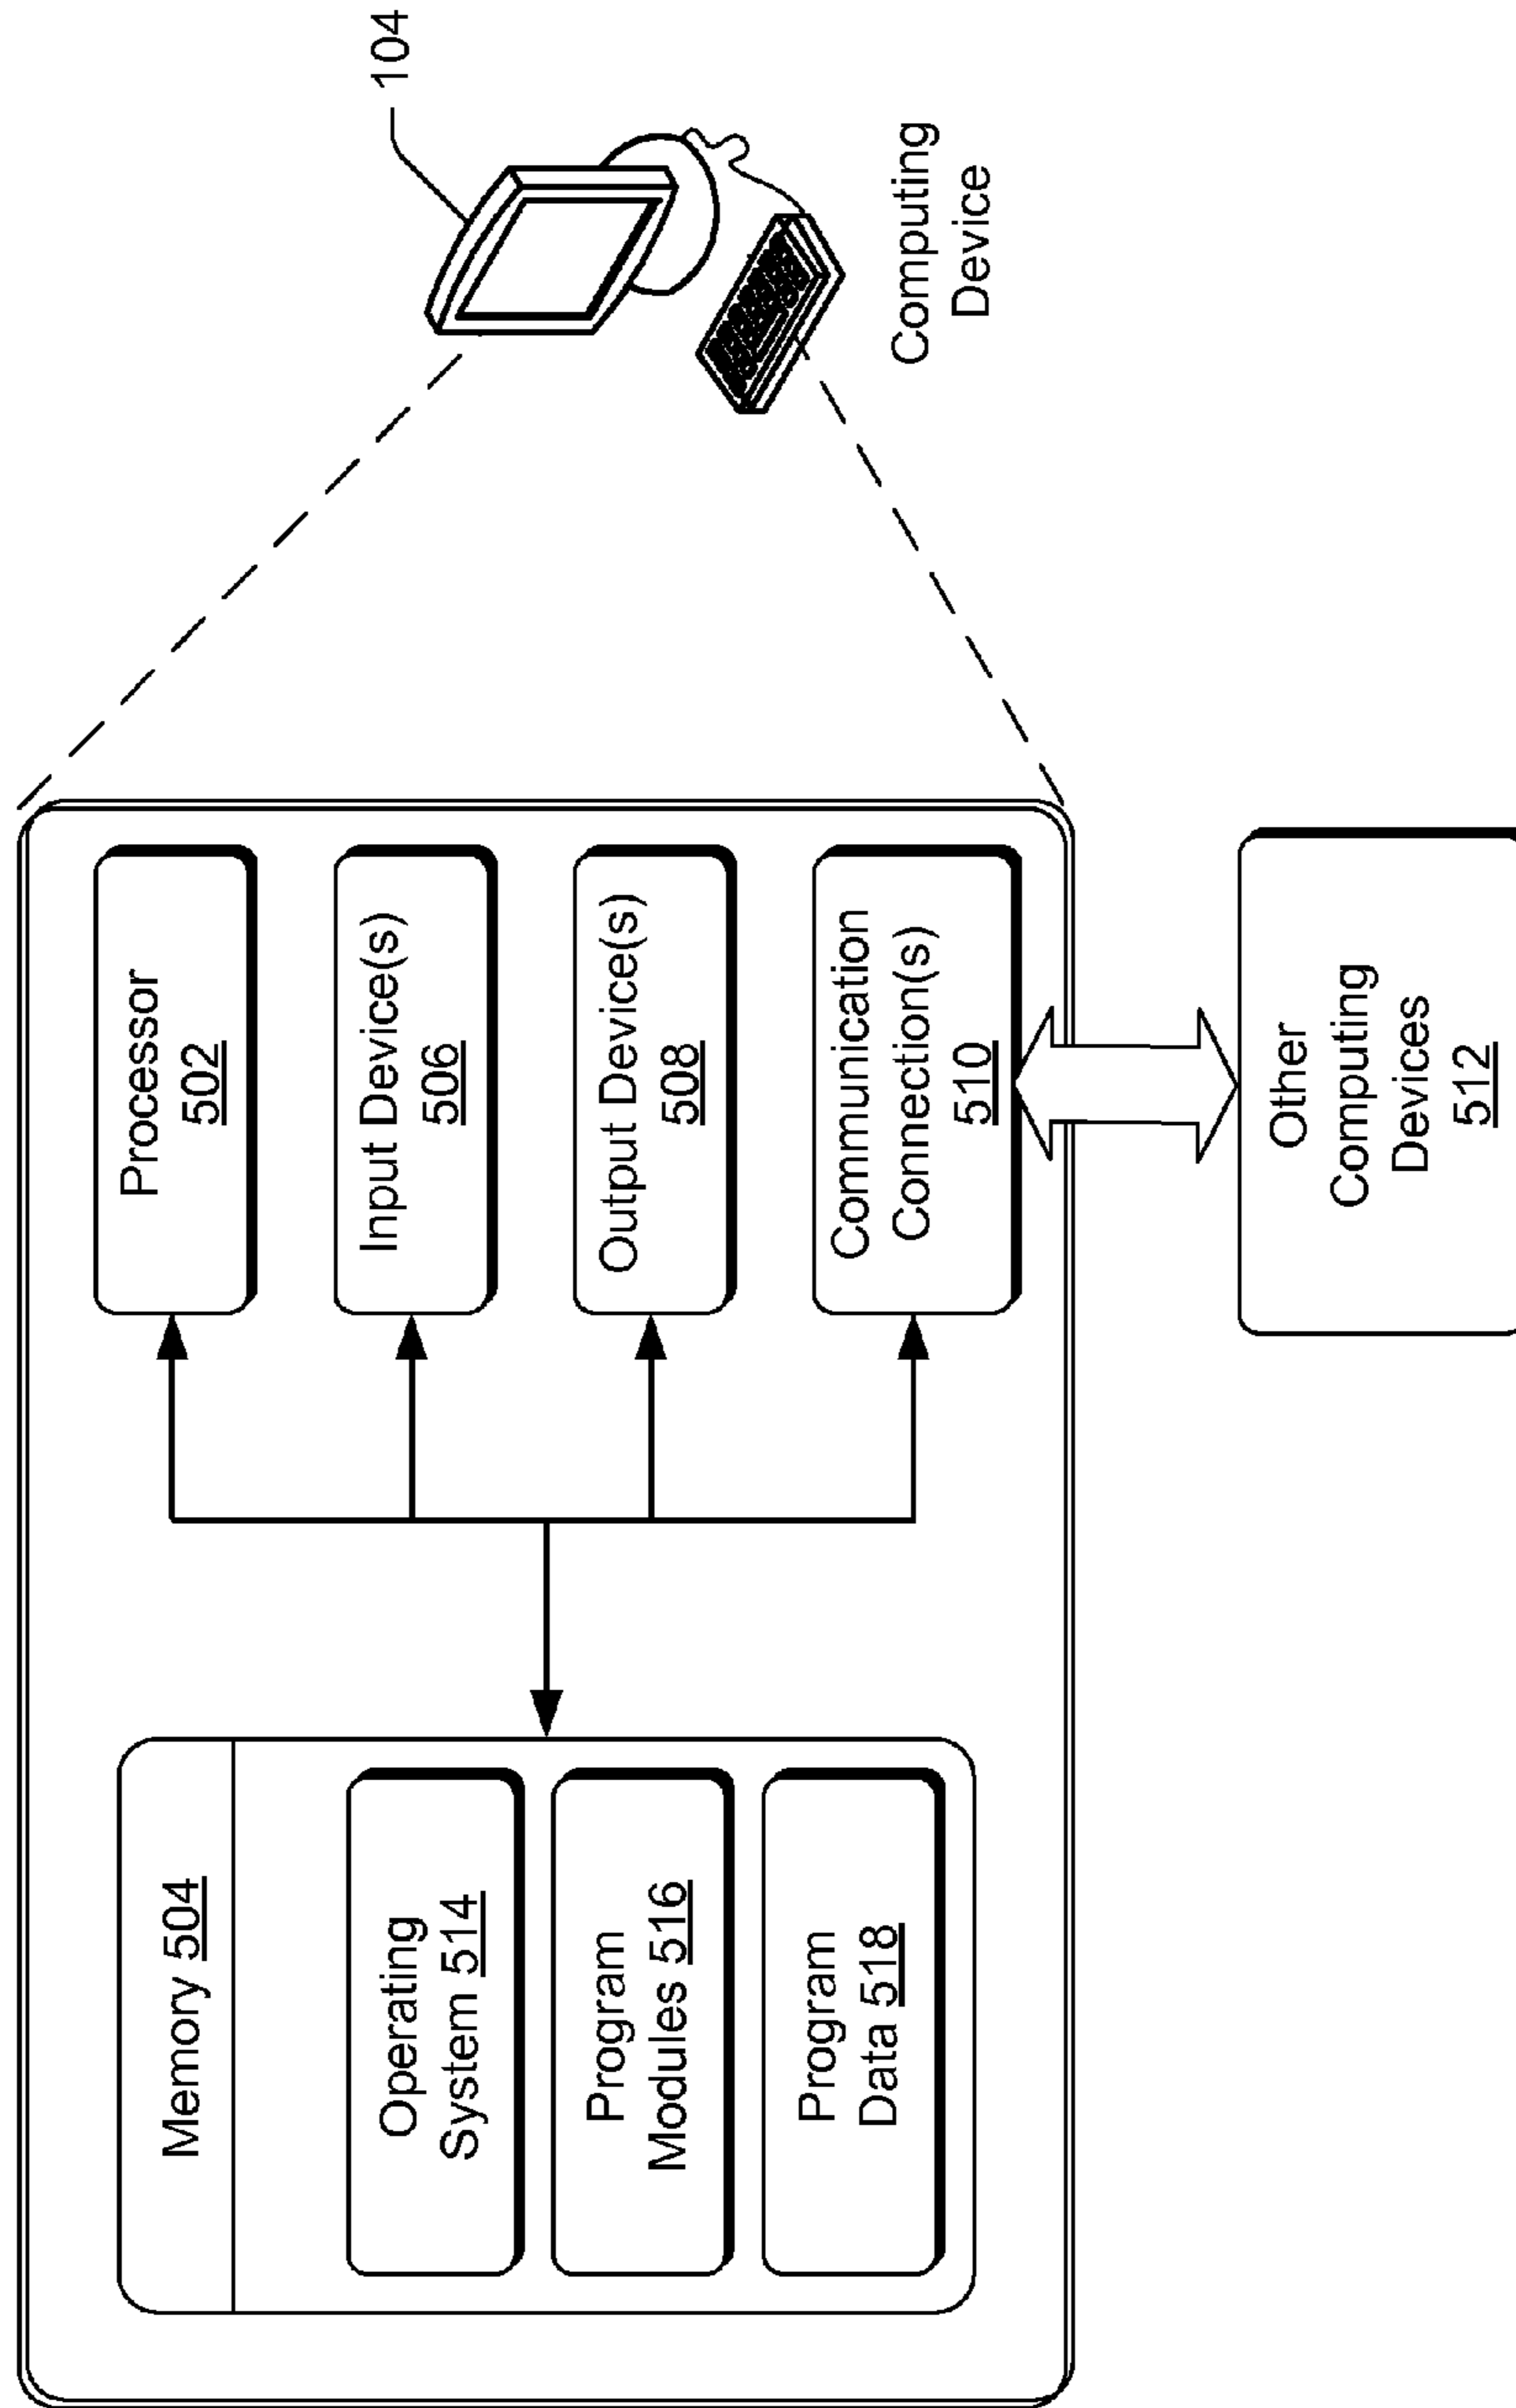 104
Computing
Device
Memory 504
Operating
System 514
Program
Modules 516
Program
Data 518
Processor
502
Input Device(s)
506
Output Device(s)
508
Communication
Connection(s)
510
Other
Computing
Devices
512